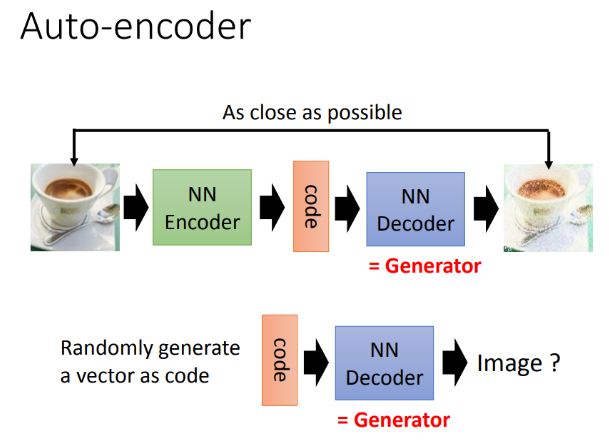 Auto-encoder
As close as possible
NN
Encoder
code
NN
Decoder
= Generator
Randomly generate
a vector as code
code
NN
Decoder
Image ?
= Generator